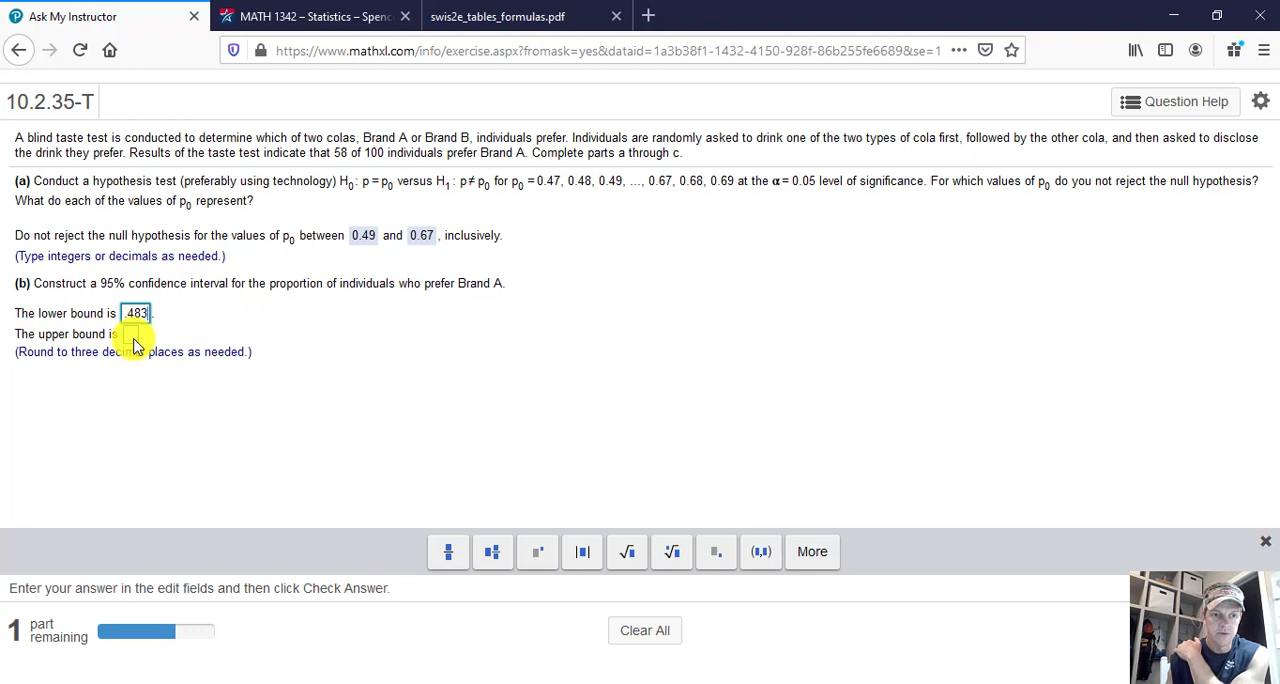 Ask My Instructor
MATH 1342 – Statistics – Spenc
swis2e_tables_formulas.pdf
https://www.mathxl.com/info/exercise.aspx?fromask=yes&dataid=1a3b38f1-1432-4150-928f-86b255fe6689&se=1
10.2.35-T
Question Help
A blind taste test is conducted to determine which of two colas, Brand A or Brand B, individuals prefer. Individuals are randomly asked to drink one of the two types of cola first, followed by the other cola, and then asked to disclose
the drink they prefer. Results of the taste test indicate that 58 of 100 individuals prefer Brand A. Complete parts a through c.
(a) Conduct a hypothesis test (preferably using technology) H0: p = p0 versus H1: p ≠ p0 for p0 = 0.47, 0.48, 0.49, ..., 0.67, 0.68, 0.69 at the α = 0.05 level of significance. For which values of p0 do you not reject the null hypothesis?
What do each of the values of p0 represent?
Do not reject the null hypothesis for the values of p0 between 0.49 and 0.67, inclusively.
(Type integers or decimals as needed.)
(b) Construct a 95% confidence interval for the proportion of individuals who prefer Brand A.
The lower bound is .483.
The upper bound is
(Round to three decimal places as needed.)
More
Enter your answer in the edit fields and then click Check Answer.
1 part
remaining
Clear All